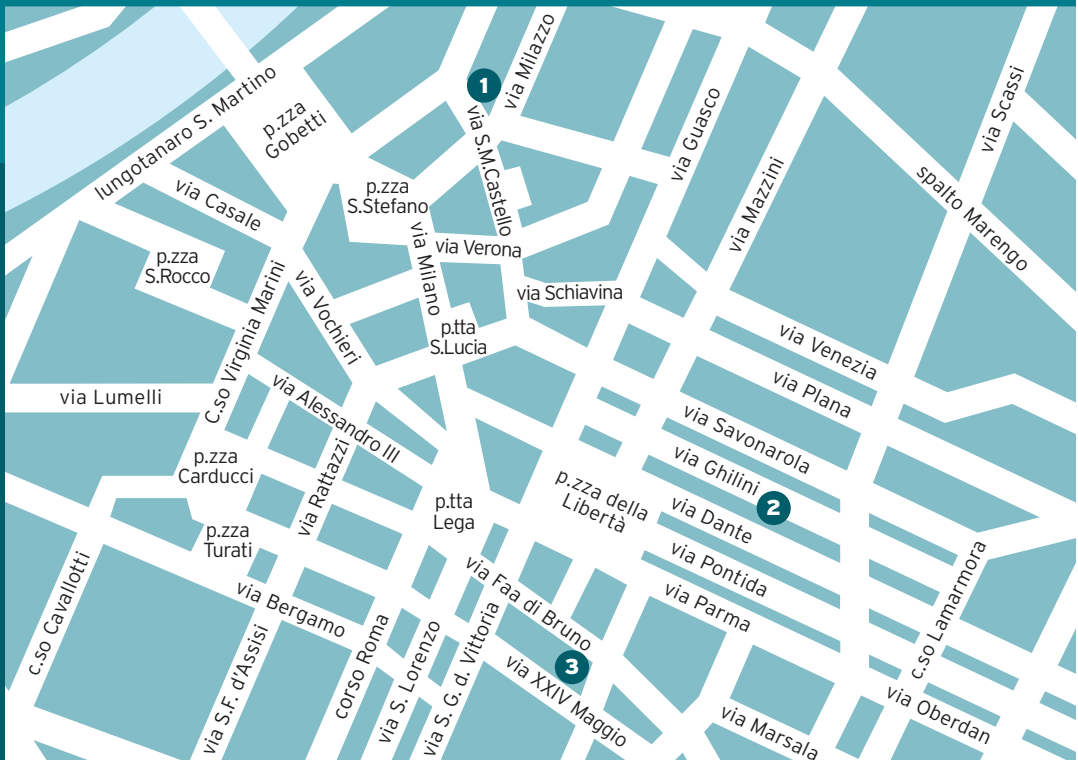 1
via Milazzo
lungotanaro S. Martino
p.zza
Gobetti
via S.M.Castello
via Guasco
via Scassi
via Mazzini
spalto Marengo
via Casale
p.zza
S.Stefano
via Verona
via Milano
p.zza
S.Rocco
via Vochieri
via Schiavina
C.so Virginia Marini
p.tta
S.Lucia
via Venezia
via Plana
via Lumelli
via Alessandro III
via Savonarola
via Ghilini
2
p.zza
Carducci
via Rattazzi
p.tta
Lega
p.zza della
Libertà
via Dante
p.zza
Turati
via Pontida
via Parma
c.so Cavallotti
via Bergamo
via Faa di Bruno
c.so Lamarmora
3
via S.F. d'Assisi
corso Roma
via S. Lorenzo
via S. G. d. Vittoria
via XXIV Maggio
via Marsala
via Oberdan